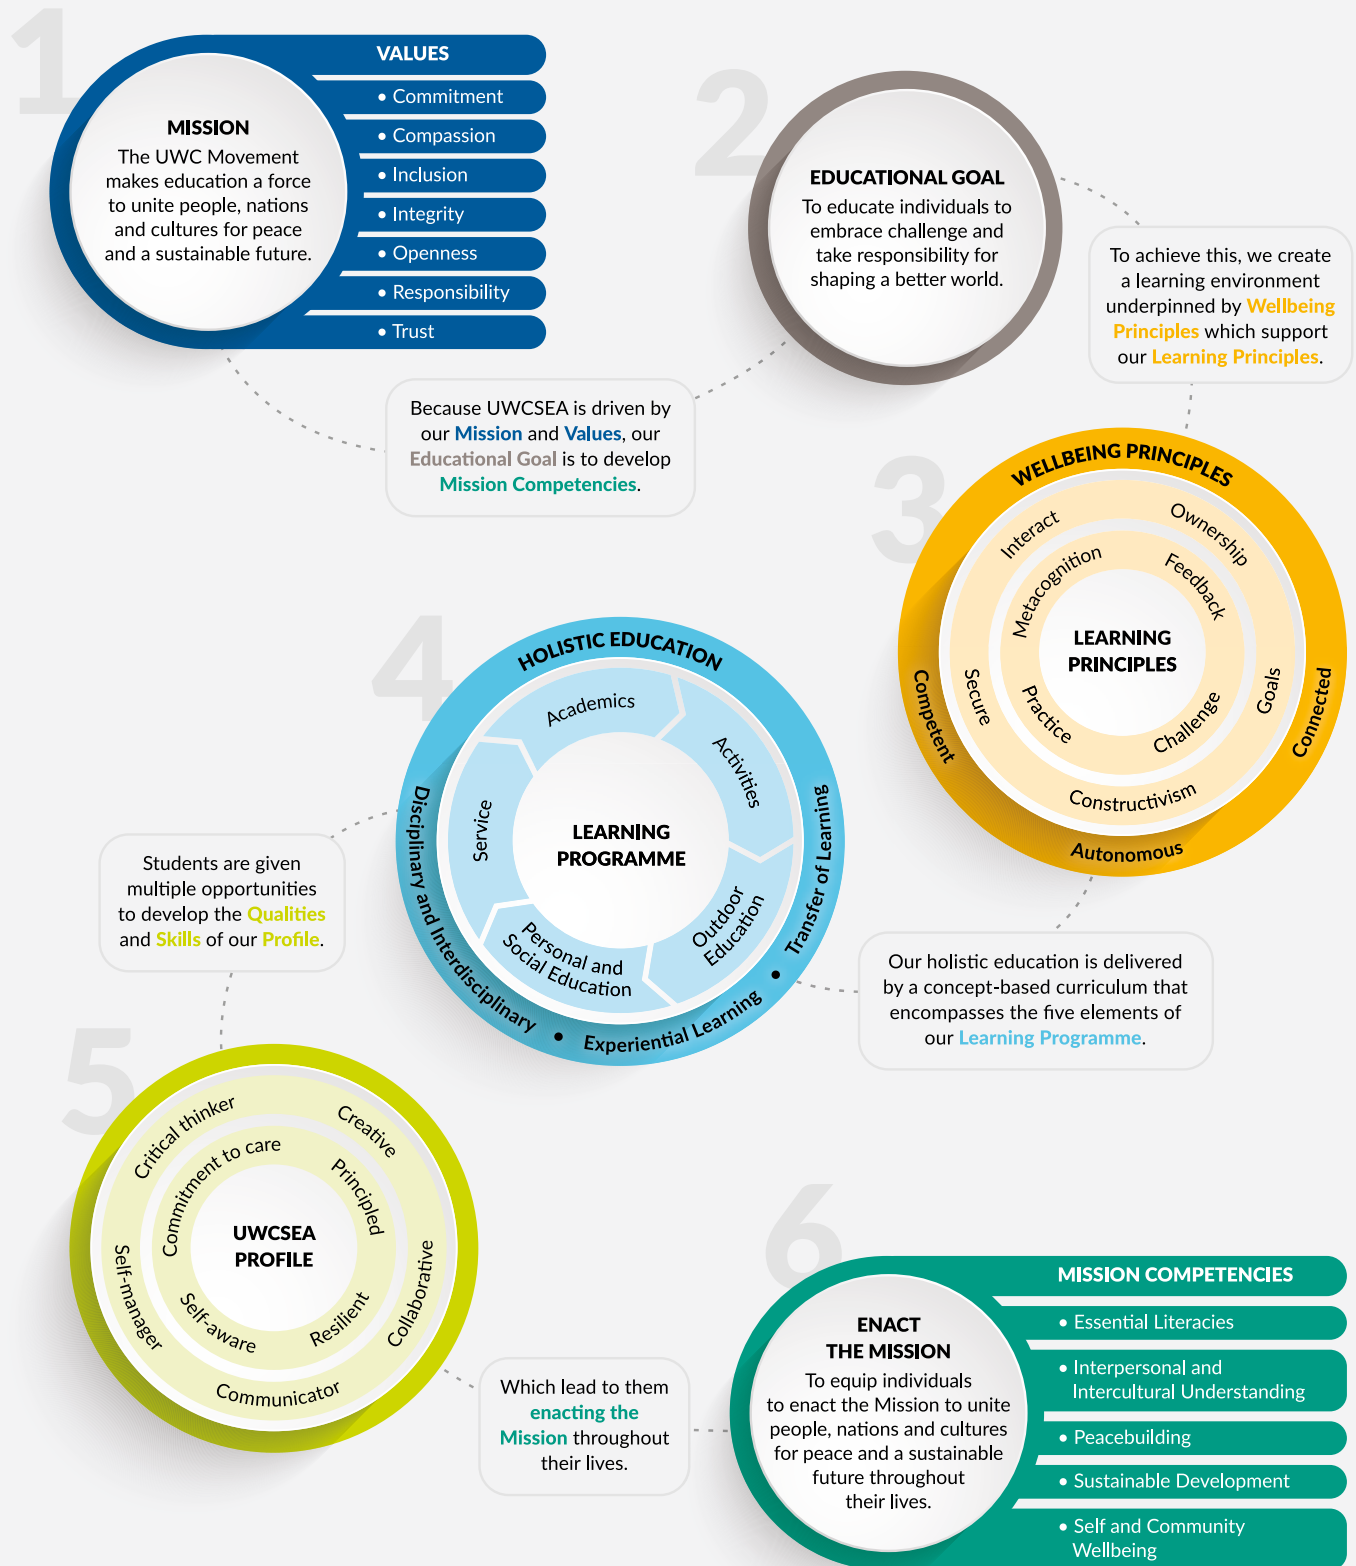 1
MISSION
The UWC Movement
makes education a force
to unite people, nations
and cultures for peace
and a sustainable future.
VALUES
• Commitment
• Compassion
• Inclusion
• Integrity
• Openness
• Responsibility
• Trust
Because UWCSEA is driven by
our Mission and Values, our
Educational Goal is to develop
Mission Competencies.
2
EDUCATIONAL GOAL
To educate individuals to
embrace challenge and
take responsibility for
shaping a better world.
To achieve this, we create
a learning environment
underpinned by Wellbeing
Principles which support
our Learning Principles.
3
WELLBEING PRINCIPLES
Competent
Autonomous
Connected
Interact
Ownership
Goals
Constructivism
Secure
Metacognition
Feedback
Challenge
Practice
LEARNING
PRINCIPLES
Our holistic education is delivered
by a concept-based curriculum that
encompasses the five elements of
our Learning Programme.
4
HOLISTIC EDUCATION
Disciplinary and Interdisciplinary • Experiential Learning • Transfer of Learning
Academics
Activities
Outdoor
Education
Personal and
Social Education
Service
LEARNING
PROGRAMME
Students are given
multiple opportunities
to develop the Qualities
and Skills of our Profile.
5
Critical thinker
Creative
Collaborative
Communicator
Self-manager
Commitment to care
Principled
Resilient
Self-aware
UWCSEA
PROFILE
Which lead to them
enacting the
Mission throughout
their lives.
6
ENACT
THE MISSION
To equip individuals
to enact the Mission to unite
people, nations and cultures
for peace and a sustainable
future throughout
their lives.
MISSION COMPETENCIES
• Essential Literacies
• Interpersonal and
Intercultural Understanding
• Peacebuilding
• Sustainable Development
• Self and Community
Wellbeing